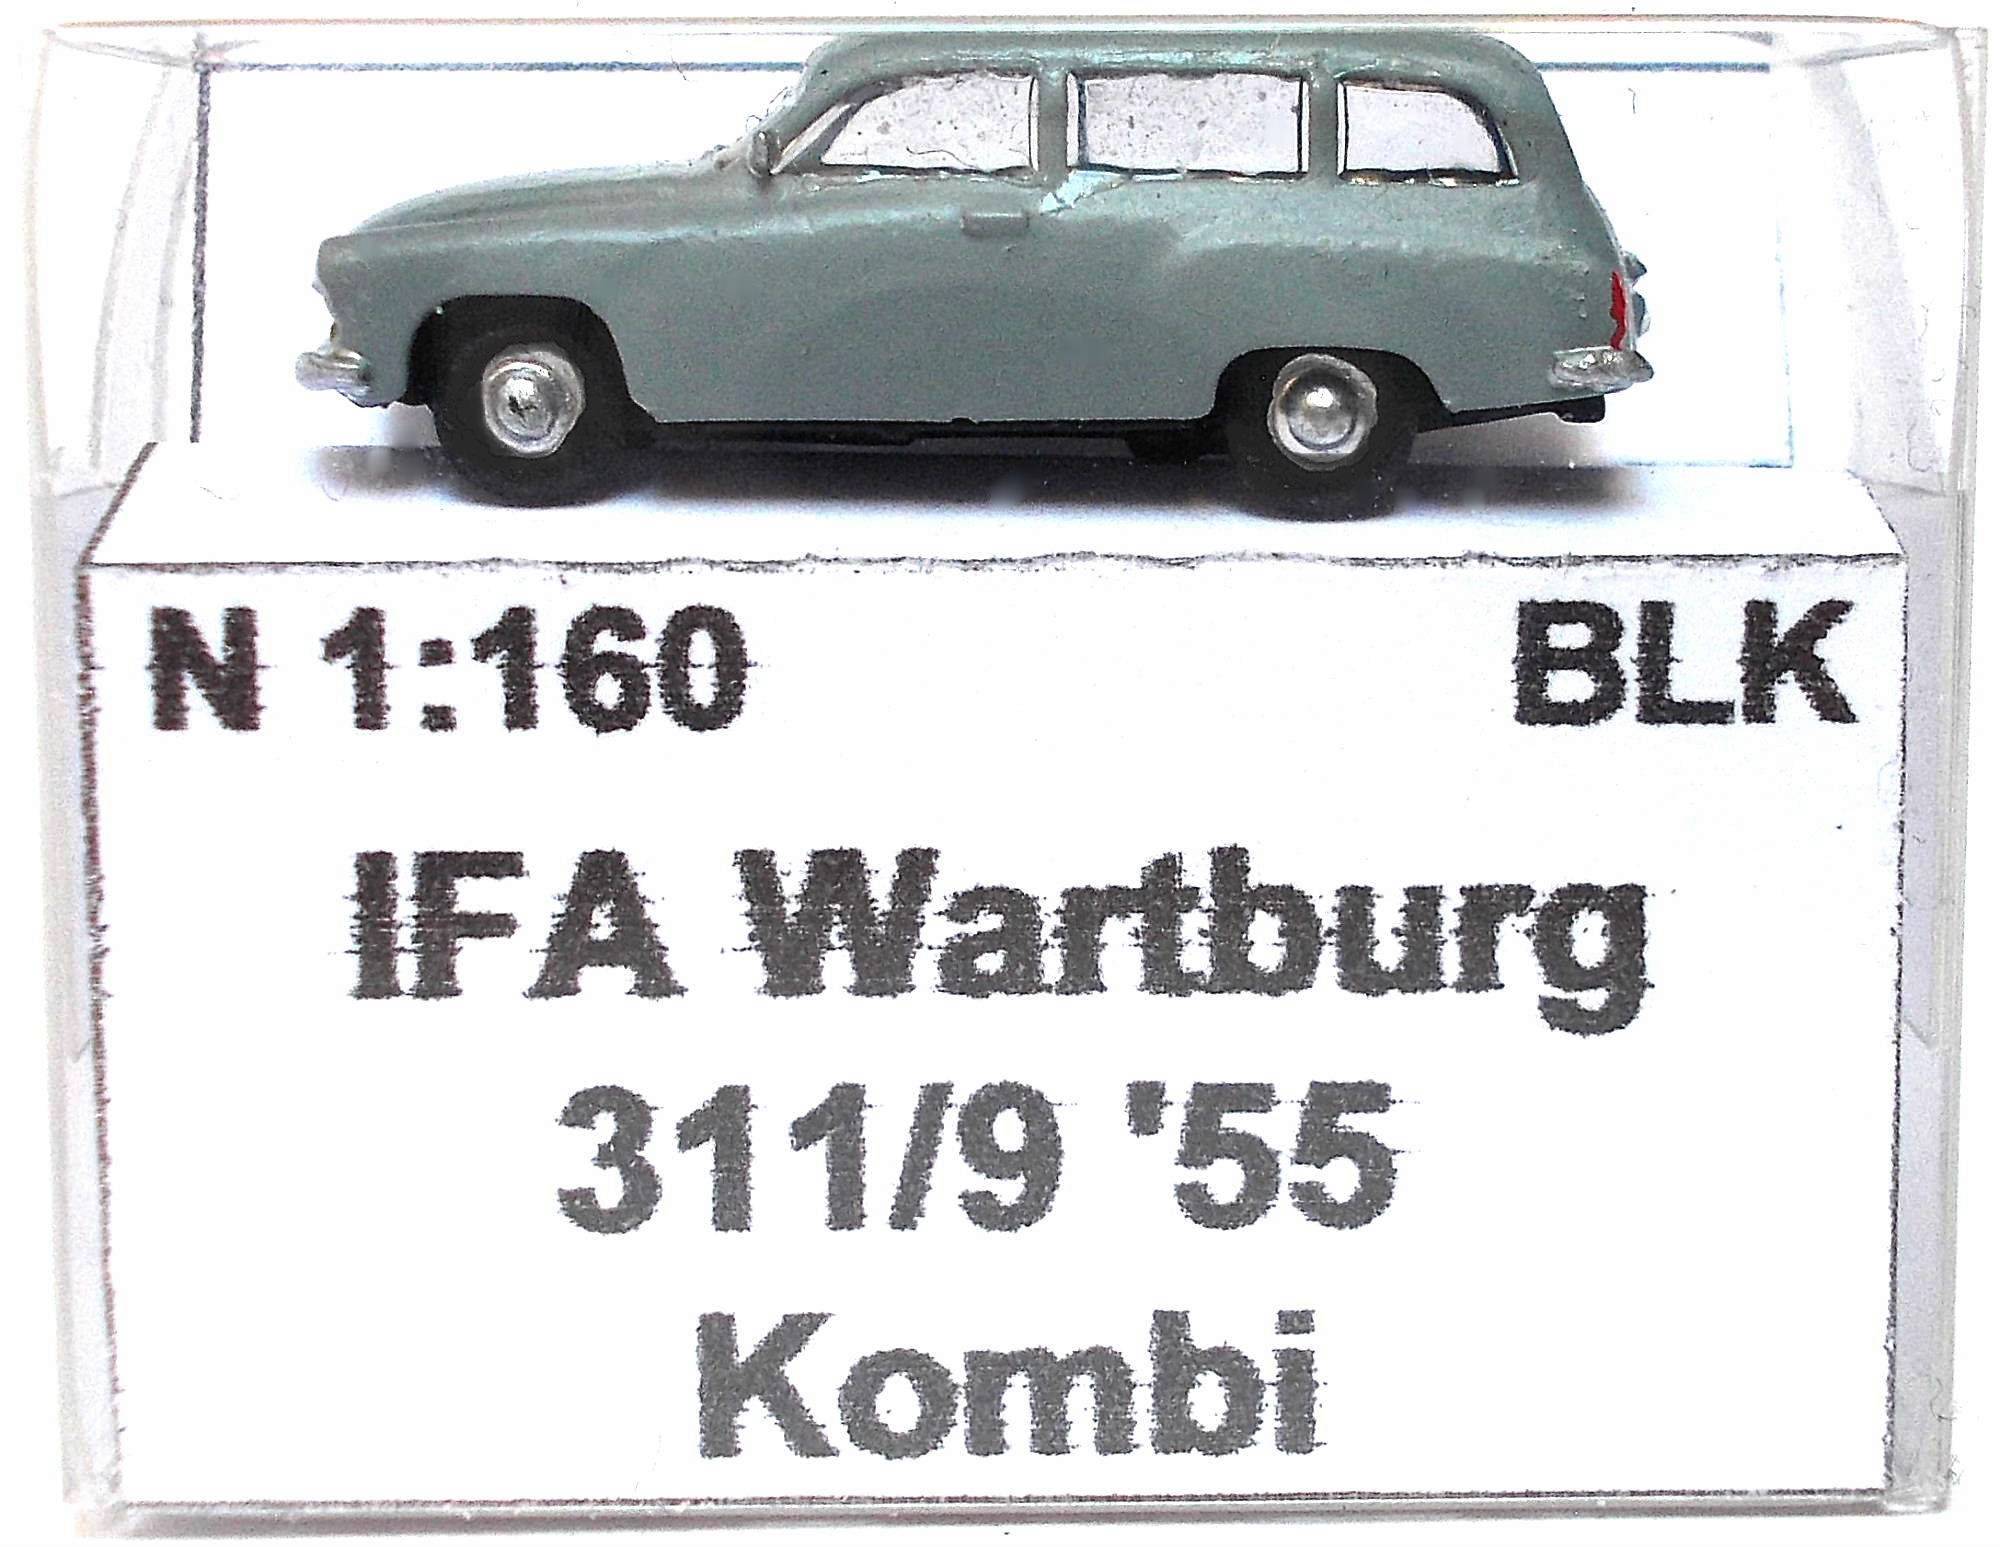 N 1:160 BLK
IFA Wartburg
311/9 '55
Kombi